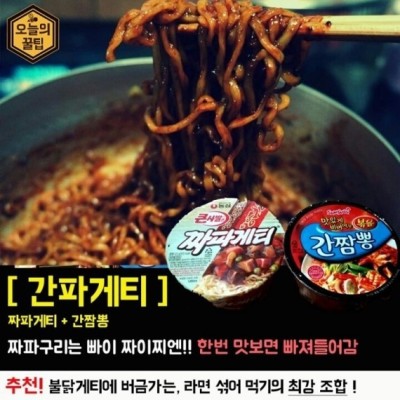 오늘의
꿀팁
농심
큰사발
짜파게티
볶음
간짬뽕
[ 간파게티 ]
짜파게티 + 간짬뽕
짜파구리는 빠이 짜이찌엔!! 한번 맛보면 빠져들어감
추천! 불닭게티에 버금가는, 라면 섞어 먹기의 최강 조합 !